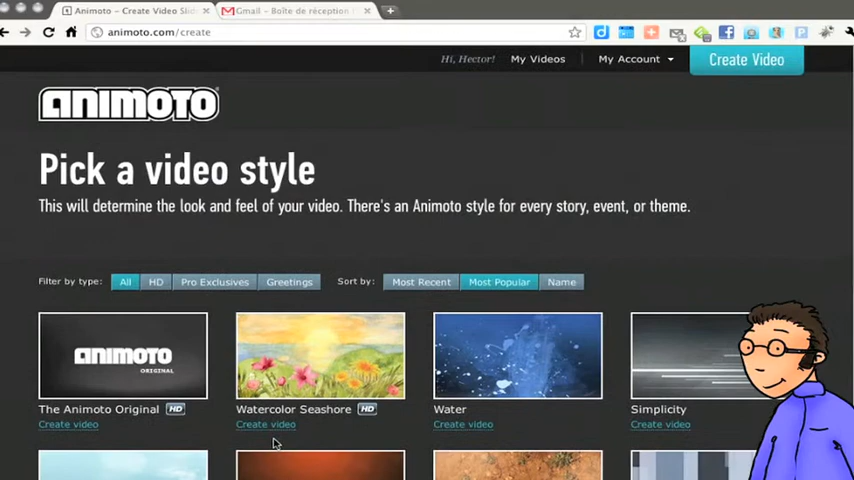 Animoto – Create Video Slid
Gmail – Boîte de réception
animoto.com/create
Hi, Hector! My Videos My Account Create Video
ANIMOTO
Pick a video style
This will determine the look and feel of your video. There's an Animoto style for every story, event, or theme.
Filter by type: All HD Pro Exclusives Greetings Sort by: Most Recent Most Popular Name
ANIMOTO
ORIGINAL
The Animoto Original HD
Create video
Watercolor Seashore HD
Create video
Water
Create video
Simplicity
Create video